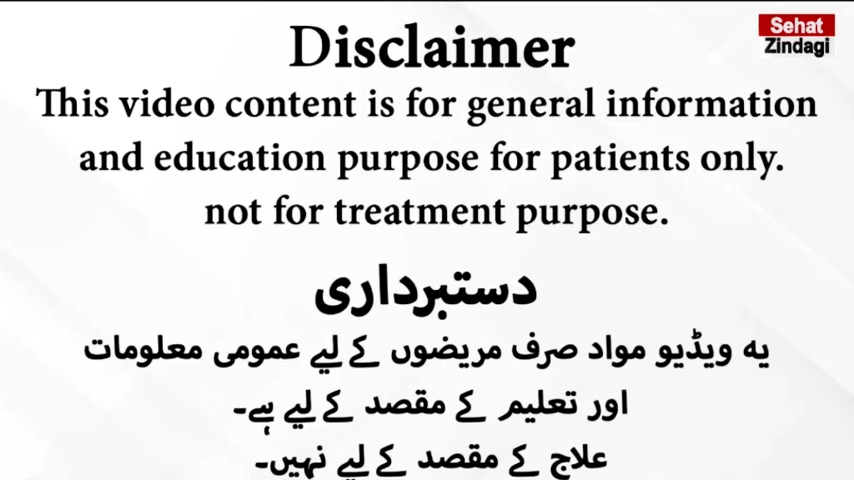 Disclaimer
Sehat
Zindagi
This video content is for general information
and education purpose for patients only.
not for treatment purpose.
دستبرداری
یہ ویڈیو مواد صرف مریضوں کے لیے عمومی معلومات
اور تعلیم کے مقصد کے لیے ہے۔
علاج کے مقصد کے لیے نہیں۔